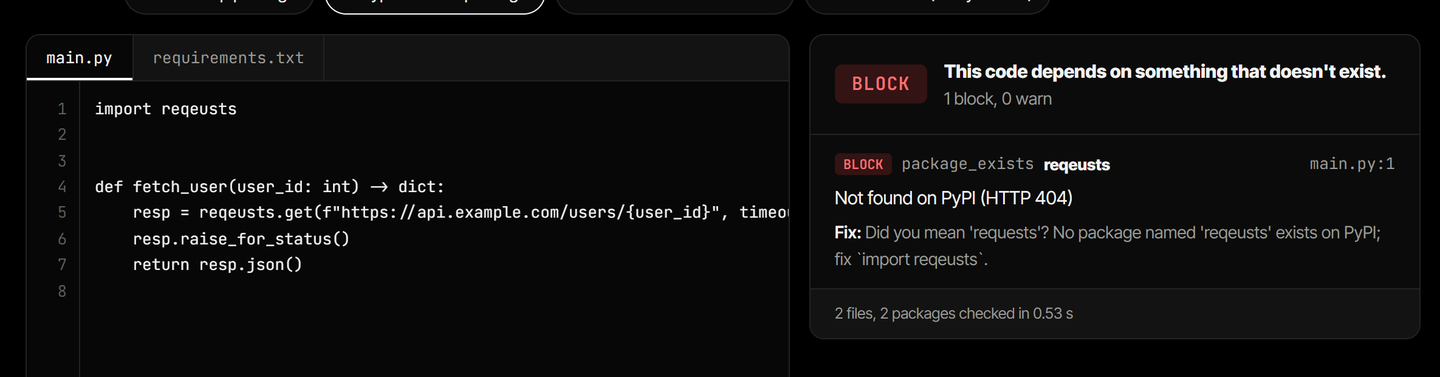 main.py
requirements.txt
1 import reqeusts
2
3
4 def fetch_user(user_id: int) -> dict:
5 resp = reqeusts.get(f"https://api.example.com/users/{user_id}", timeou
6 resp.raise_for_status()
7 return resp.json()
8
BLOCK
This code depends on something that doesn't exist.
1 block, 0 warn
BLOCK package_exists reqeusts main.py:1
Not found on PyPI (HTTP 404)
Fix: Did you mean 'requests'? No package named 'reqeusts' exists on PyPI;
fix `import reqeusts`.
2 files, 2 packages checked in 0.53 s